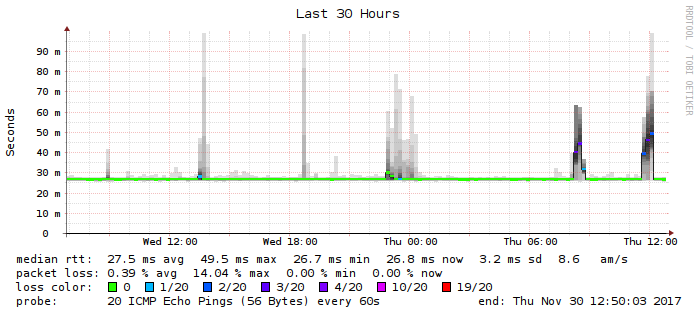 Last 30 Hours
RRDTOOL / TOBI OETIKER
Seconds
90 m
80 m
70 m
60 m
50 m
40 m
30 m
20 m
10 m
0
Wed 12:00 Wed 18:00 Thu 00:00 Thu 06:00 Thu 12:00
median rtt: 27.5 ms avg 49.5 ms max 26.7 ms min 26.8 ms now 3.2 ms sd 8.6 am/s
packet loss: 0.39 % avg 14.04 % max 0.00 % min 0.00 % now
loss color: 0 1/20 2/20 3/20 4/20 10/20 19/20
probe: 20 ICMP Echo Pings (56 Bytes) every 60s end: Thu Nov 30 12:50:03 2017